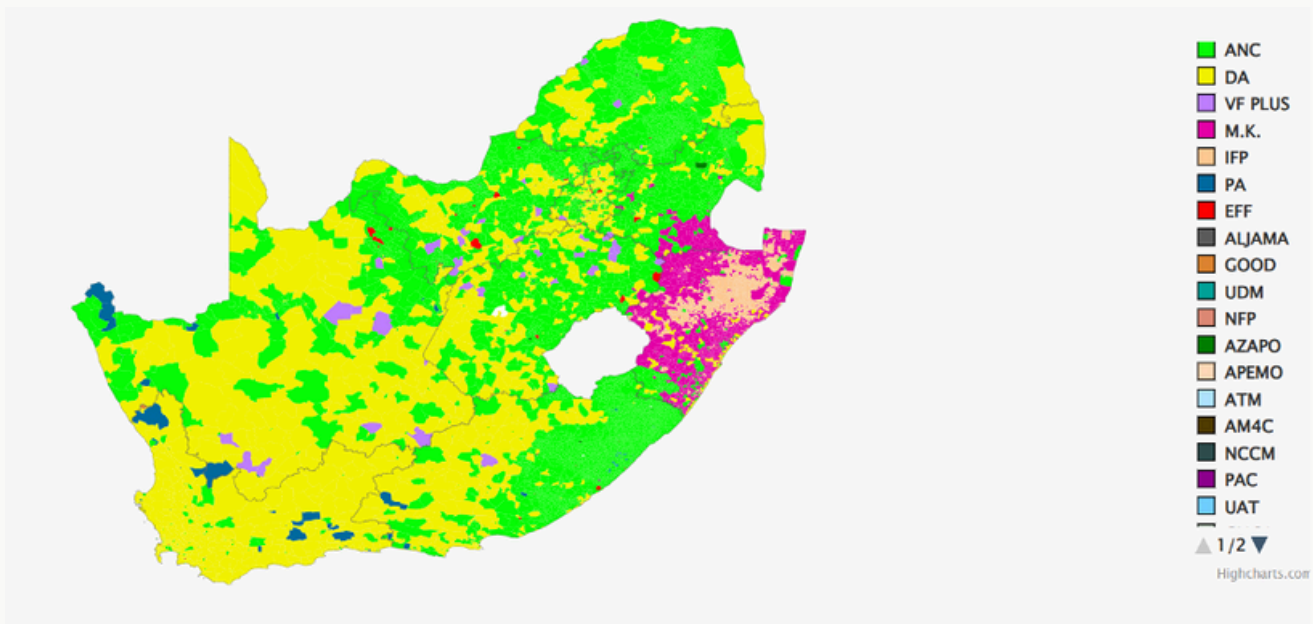 ANC
DA
VF PLUS
M.K.
IFP
PA
EFF
ALJAMA
GOOD
UDM
NFP
AZAPO
APEMO
ATM
AM4C
NCCM
PAC
UAT
1/2
Highcharts.com